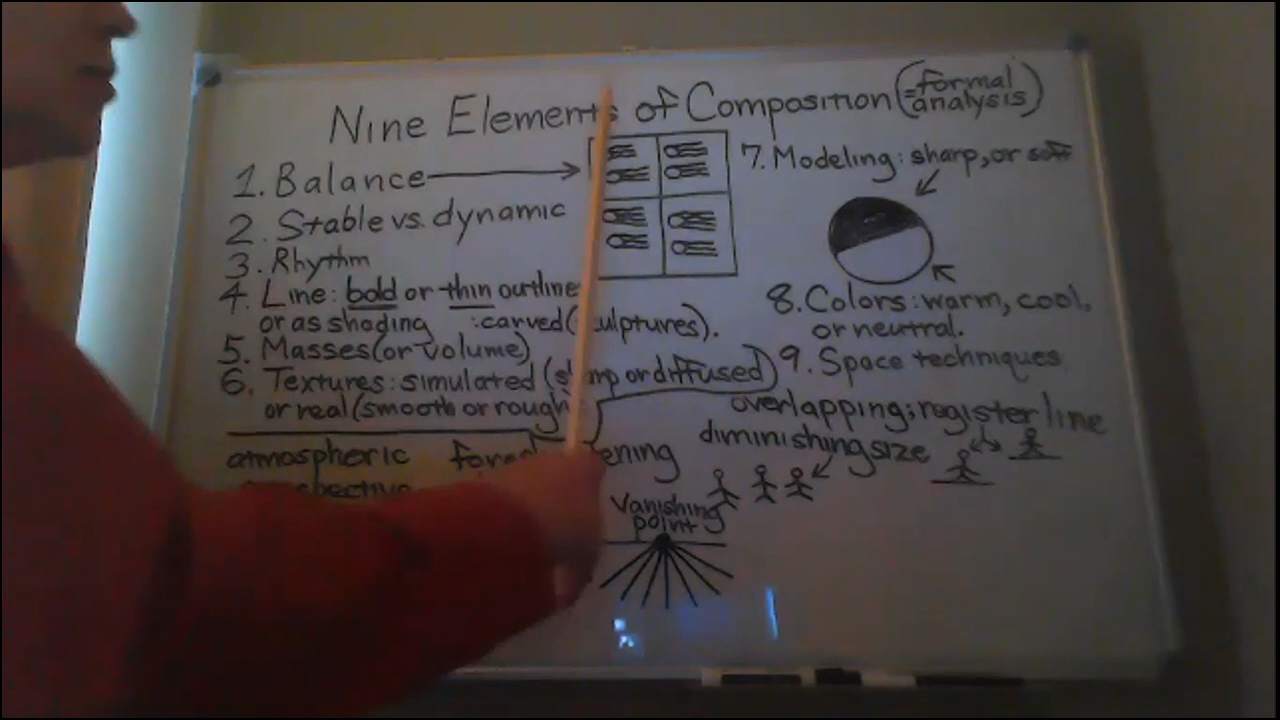 Nine Elements of Composition (=formal analysis)
1. Balance
2. Stable vs. dynamic
3. Rhythm
4. Line: bold or thin outline
or as shading :carved(sculptures).
5. Masses(or volume)
6. Textures: simulated (sharp or diffused)
or real (smooth or rough)
atmospheric
7. Modeling: sharp, or soft
8. Colors: warm, cool,
or neutral.
9. Space techniques
overlapping; register line
diminishing size
Vanishing
point